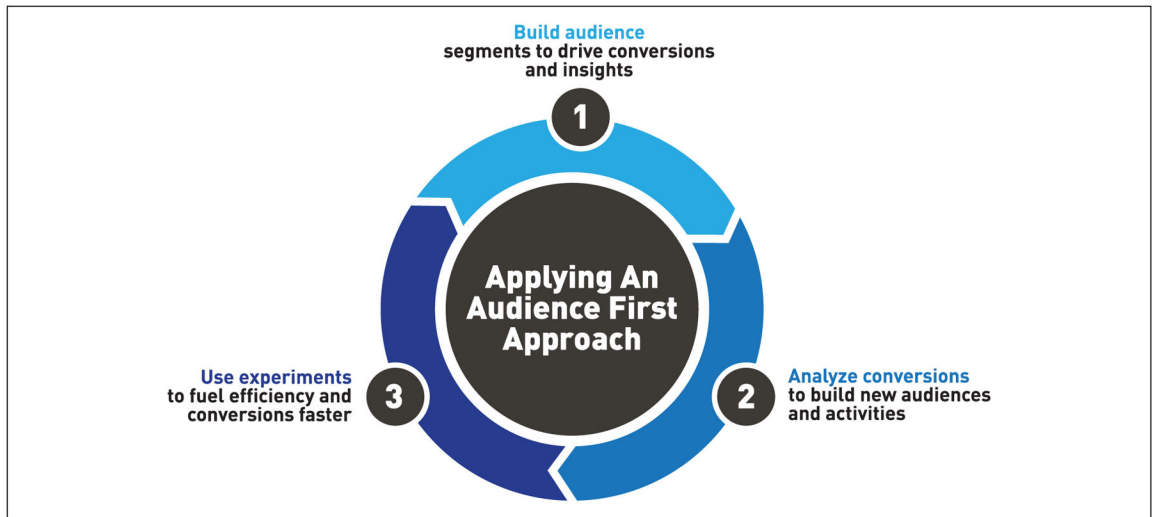 Build audience
segments to drive conversions
and insights
1
Applying An
Audience First
Approach
2
Analyze conversions
to build new audiences
and activities
3
Use experiments
to fuel efficiency and
conversions faster